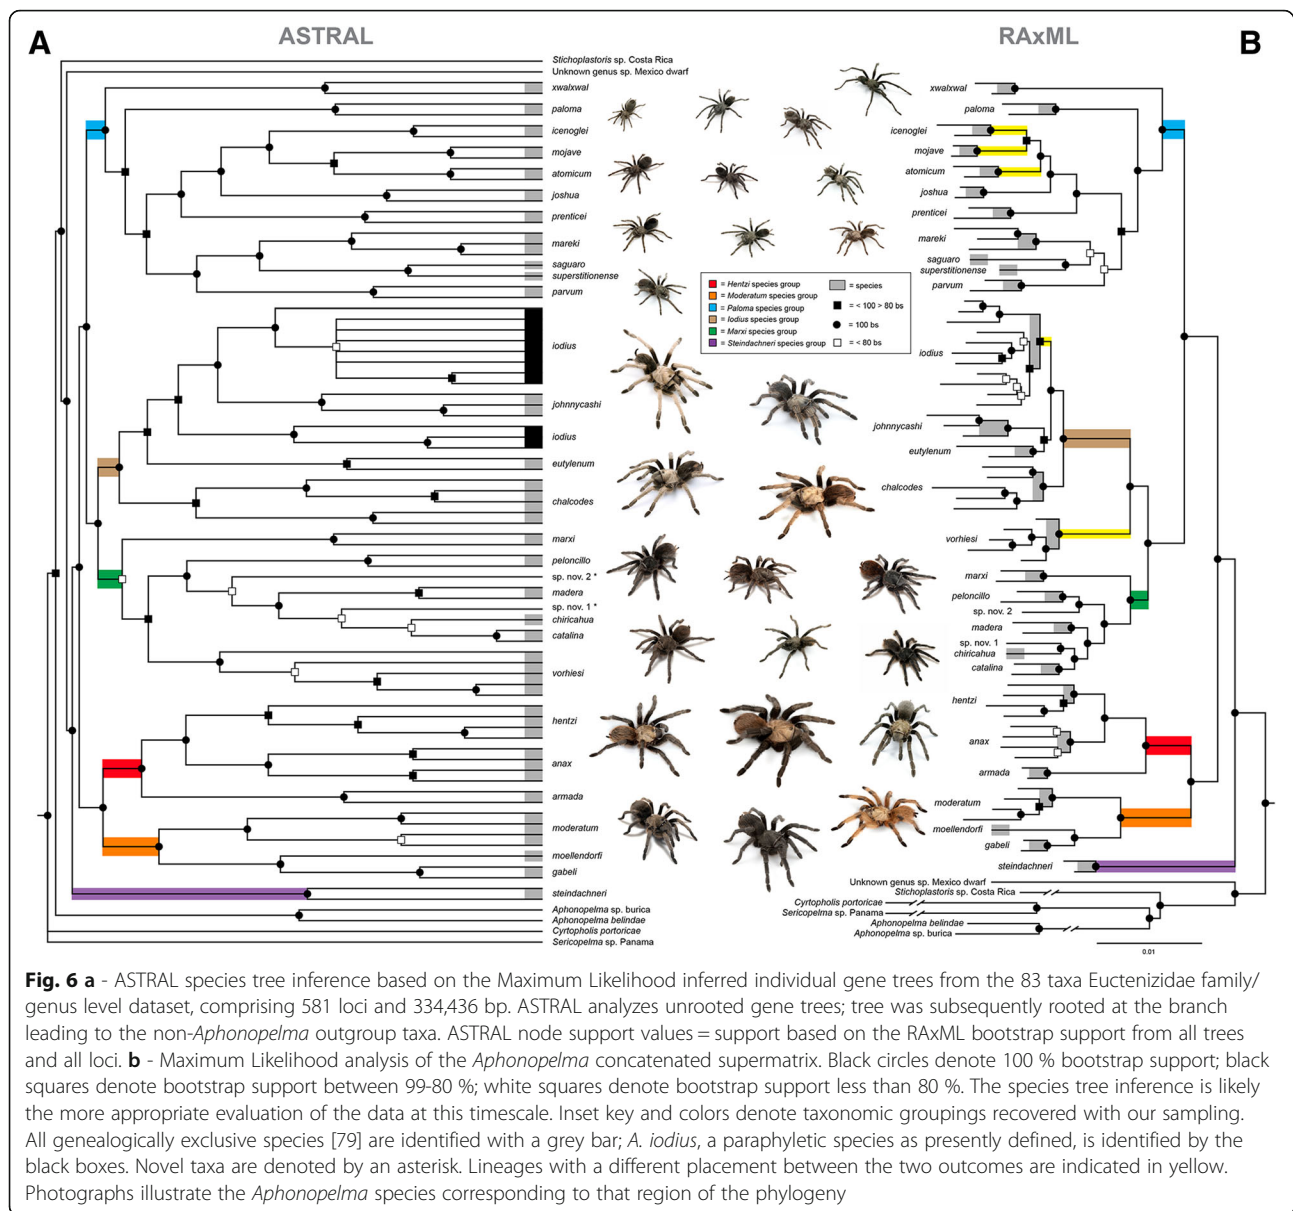 A
ASTRAL
Stichoplastoris sp. Costa Rica
Unknown genus sp. Mexico dwarf
xwalxwal
paloma
icenoglei
mojave
atomicum
joshua
prenticei
mareki
saguaro
superstitionense
parvum
iodius
johnnycashi
iodius
eutylenum
chalcodes
marxi
peloncillo
sp. nov. 2 *
madera
sp. nov. 1 *
chiricahua
catalina
vorhiesi
hentzi
anax
armada
moderatum
moellendorfi
gabeli
steindachneri
Aphonopelma sp. burica
Aphonopelma belindae
Cyrtopholis portoricae
Sericopelma sp. Panama
= Hentzi species group
= Moderatum species group
= Paloma species group
= Iodius species group
= Marxi species group
= Steindachneri species group
= species
= < 100 > 80 bs
= 100 bs
= < 80 bs
RAxML
B
xwalxwal
paloma
icenoglei
mojave
atomicum
joshua
prenticei
mareki
saguaro
superstitionense
parvum
iodius
johnnycashi
eutylenum
chalcodes
vorhiesi
marxi
peloncillo
sp. nov. 2
madera
sp. nov. 1
chiricahua
catalina
hentzi
anax
armada
moderatum
moellendorfi
gabeli
steindachneri
Unknown genus sp. Mexico dwarf
Stichoplastoris sp. Costa Rica
Cyrtopholis portoricae
Sericopelma sp. Panama
Aphonopelma belindae
Aphonopelma sp. burica
0.01
Fig. 6 a - ASTRAL species tree inference based on the Maximum Likelihood inferred individual gene trees from the 83 taxa Euctenizidae family/
genus level dataset, comprising 581 loci and 334,436 bp. ASTRAL analyzes unrooted gene trees; tree was subsequently rooted at the branch
leading to the non-Aphonopelma outgroup taxa. ASTRAL node support values = support based on the RAxML bootstrap support from all trees
and all loci. b - Maximum Likelihood analysis of the Aphonopelma concatenated supermatrix. Black circles denote 100 % bootstrap support; black
squares denote bootstrap support between 99-80 %; white squares denote bootstrap support less than 80 %. The species tree inference is likely
the more appropriate evaluation of the data at this timescale. Inset key and colors denote taxonomic groupings recovered with our sampling.
All genealogically exclusive species [79] are identified with a grey bar; A. iodius, a paraphyletic species as presently defined, is identified by the
black boxes. Novel taxa are denoted by an asterisk. Lineages with a different placement between the two outcomes are indicated in yellow.
Photographs illustrate the Aphonopelma species corresponding to that region of the phylogeny